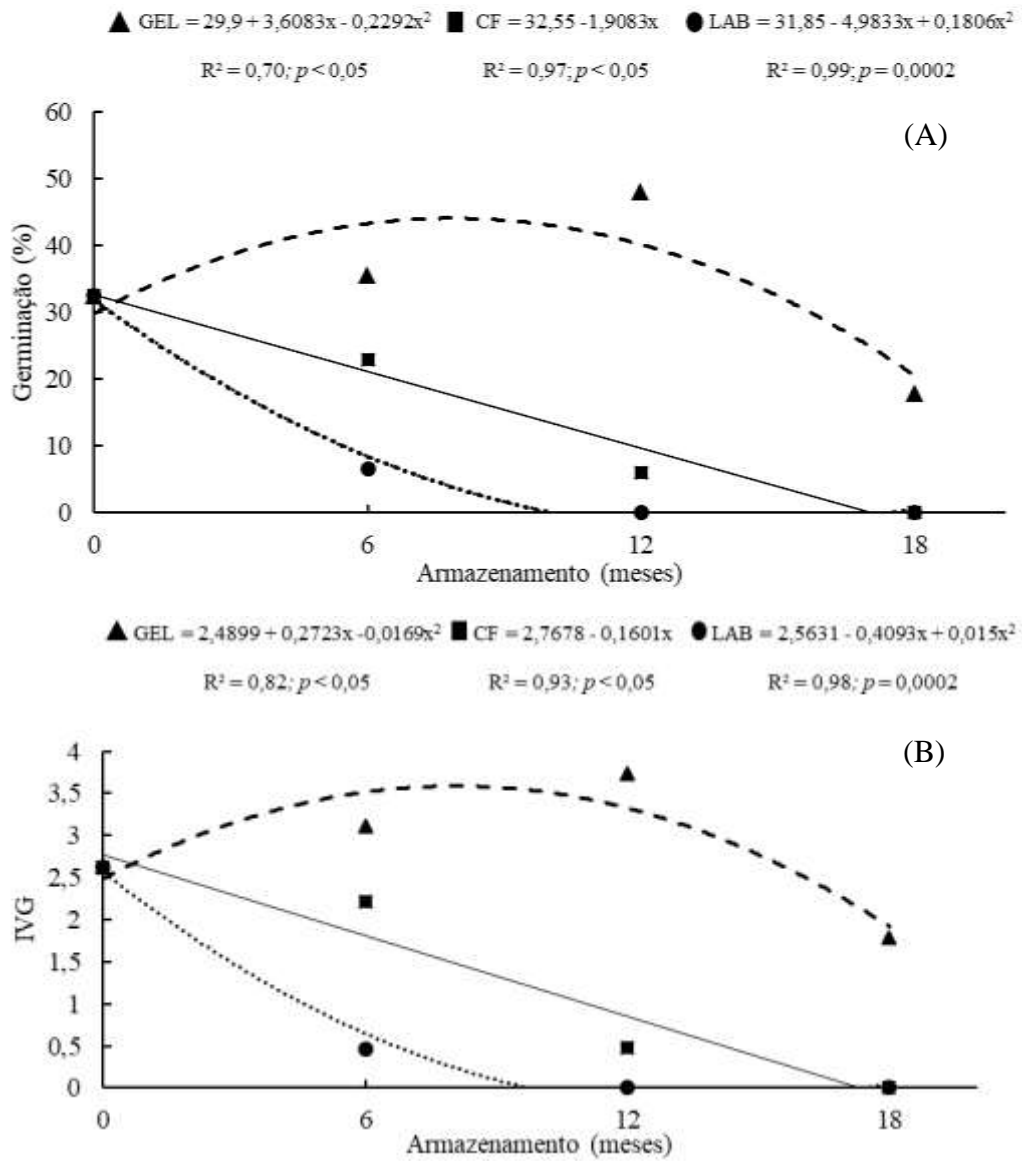 ▲ GEL = 29,9 + 3,6083x - 0,2292x² ■ CF = 32,55 -1,9083x ● LAB = 31,85 - 4,9833x + 0,1806x²
R² = 0,70; p < 0,05 R² = 0,97; p < 0,05 R² = 0,99; p = 0,0002
(A)
Germinação (%)
60
50
40
30
20
10
0
0 6 12 18
Armazenamento (meses)
▲ GEL = 2,4899 + 0,2723x -0,0169x² ■ CF = 2,7678 - 0,1601x ● LAB = 2,5631 - 0,4093x + 0,015x²
R² = 0,82; p < 0,05 R² = 0,93; p < 0,05 R² = 0,98; p = 0,0002
(B)
IVG
4
3,5
3
2,5
2
1,5
1
0,5
0
0 6 12 18
Armazenamento (meses)